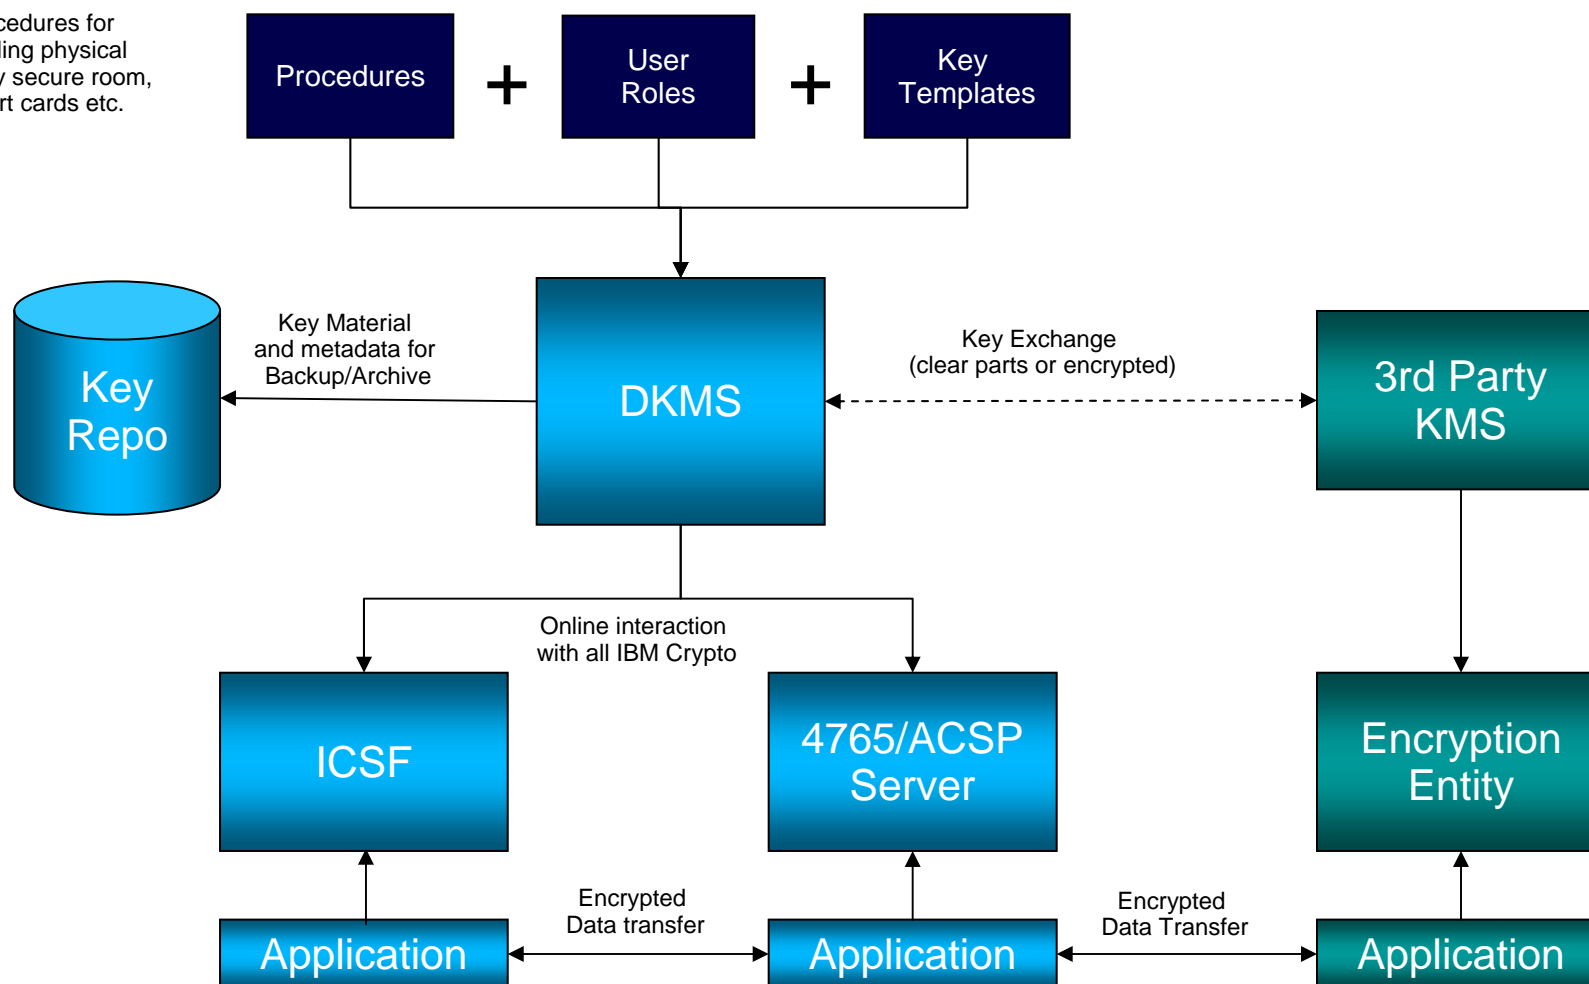 cedures for
ling physical
y secure room,
rt cards etc.
Procedures
+
User
Roles
+
Key
Templates
Key Material
and metadata for
Backup/Archive
Key
Repo
DKMS
Key Exchange
(clear parts or encrypted)
3rd Party
KMS
Online interaction
with all IBM Crypto
ICSF
4765/ACSP
Server
Encryption
Entity
Encrypted
Data transfer
Encrypted
Data Transfer
Application
Application
Application